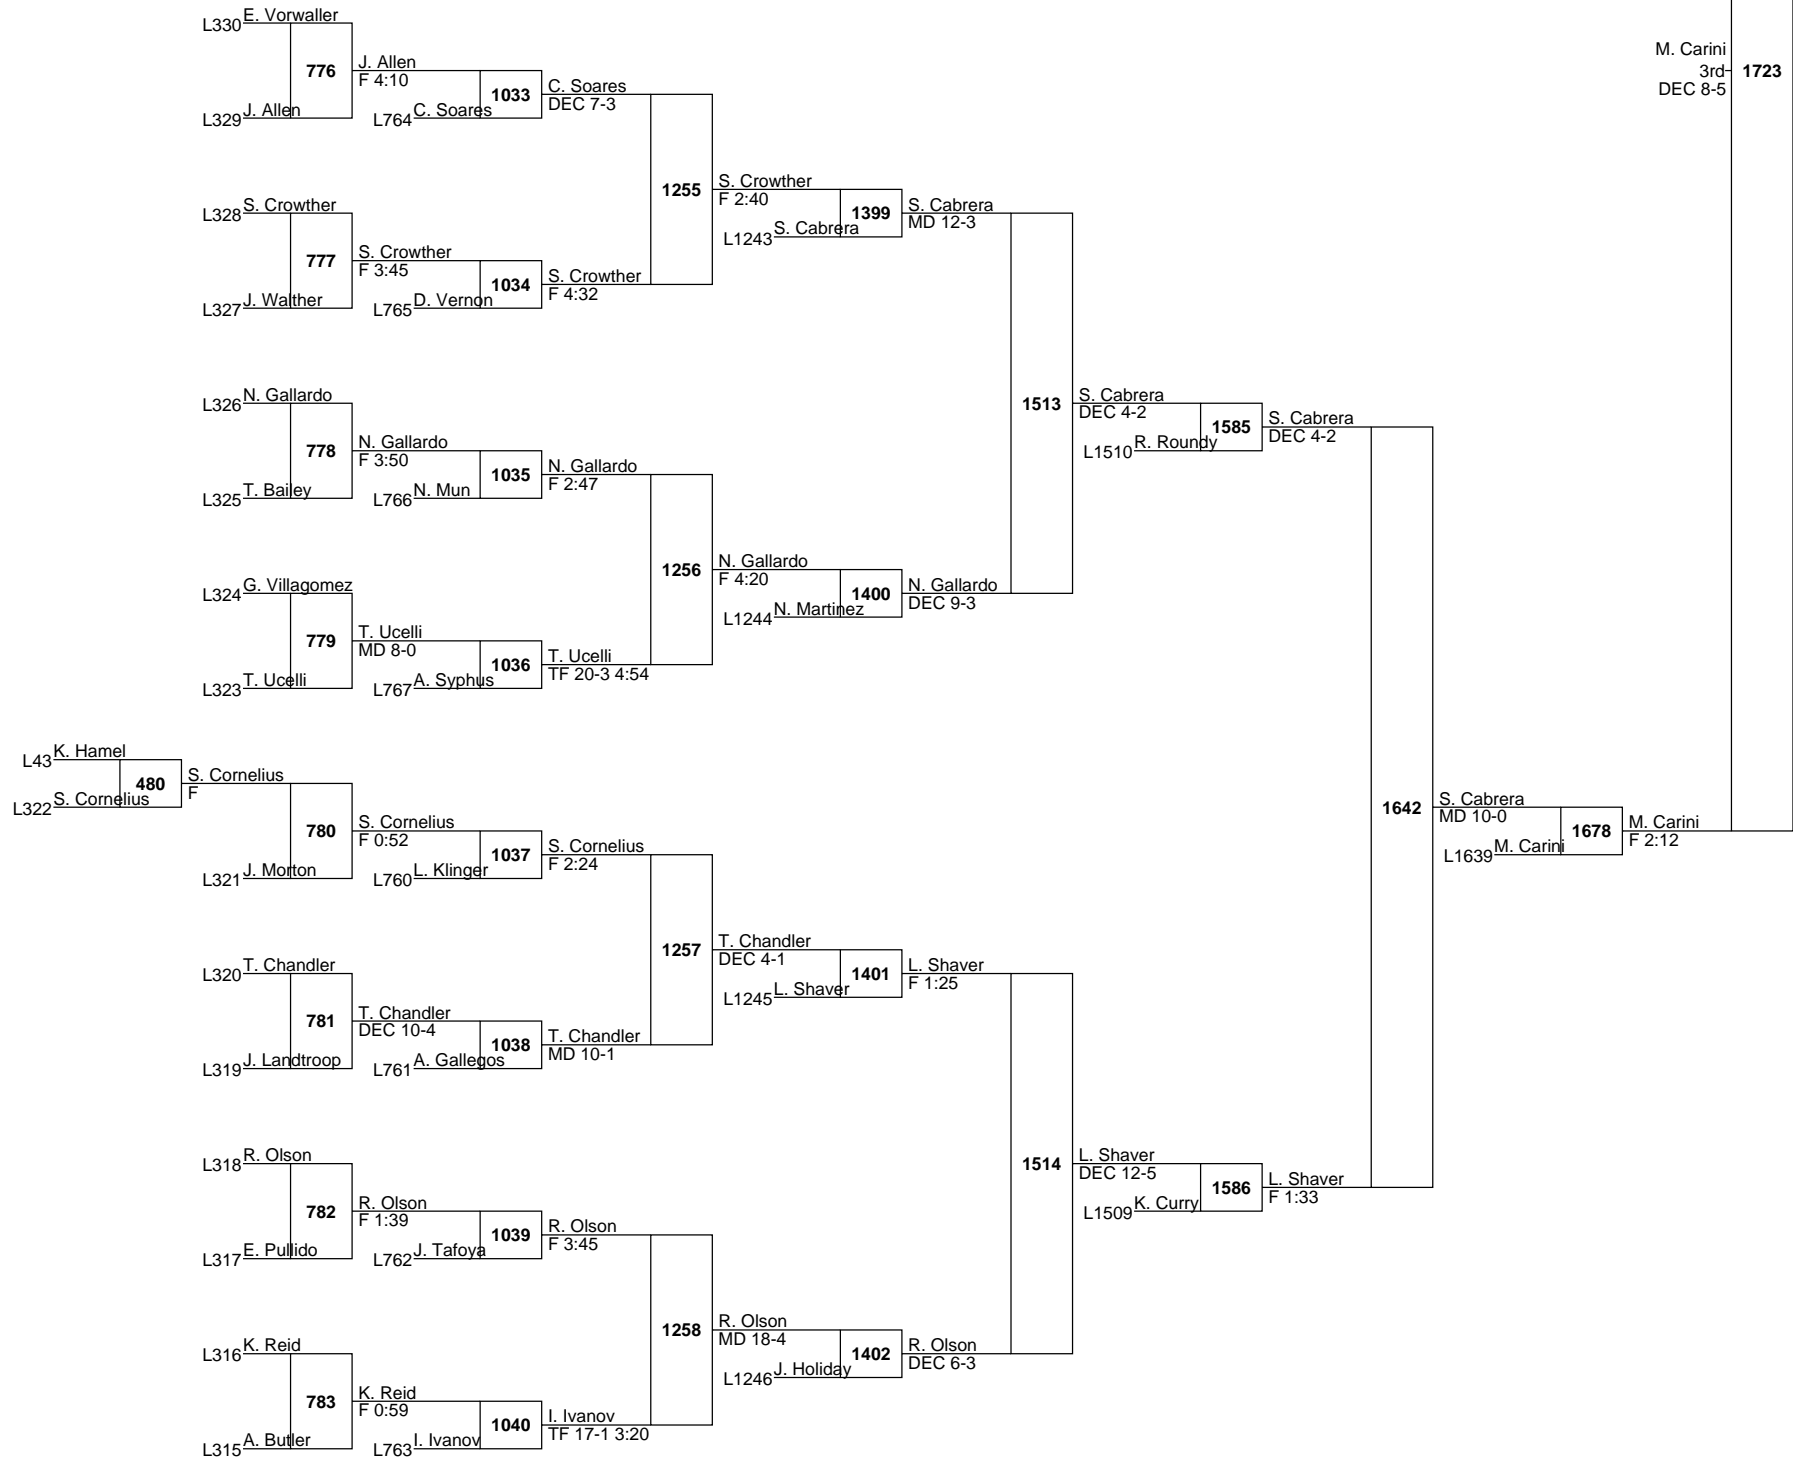 L330 E. Vorwaller
776
J. Allen
F 4:10
L329 J. Allen
1033
L764 C. Soares
C. Soares
DEC 7-3
L328 S. Crowther
777
S. Crowther
F 3:45
L327 J. Walther
1034
L765 D. Vernon
S. Crowther
F 4:32
1255
S. Crowther
F 2:40
1399
L1243 S. Cabrera
S. Cabrera
MD 12-3
L326 N. Gallardo
778
N. Gallardo
F 3:50
L325 T. Bailey
1035
L766 N. Mun
N. Gallardo
F 2:47
L324 G. Villagomez
779
T. Ucelli
MD 8-0
L323 T. Ucelli
1036
L767 A. Syphus
T. Ucelli
TF 20-3 4:54
1256
N. Gallardo
F 4:20
1400
L1244 N. Martinez
N. Gallardo
DEC 9-3
1513
S. Cabrera
DEC 4-2
1585
L1510 R. Roundy
S. Cabrera
DEC 4-2
L43 K. Hamel
480
L322 S. Cornelius
S. Cornelius
F
780
L321 J. Morton
S. Cornelius
F 0:52
1037
L760 L. Klinger
S. Cornelius
F 2:24
L320 T. Chandler
781
T. Chandler
DEC 10-4
L319 J. Landtroop
1038
L761 A. Gallegos
T. Chandler
MD 10-1
1257
T. Chandler
DEC 4-1
1401
L1245 L. Shaver
L. Shaver
F 1:25
L318 R. Olson
782
R. Olson
F 1:39
L317 E. Pullido
1039
L762 J. Tafoya
R. Olson
F 3:45
L316 K. Reid
783
K. Reid
F 0:59
L315 A. Butler
1040
L763 I. Ivanov
I. Ivanov
TF 17-1 3:20
1258
R. Olson
MD 18-4
1402
L1246 J. Holiday
R. Olson
DEC 6-3
1514
L. Shaver
DEC 12-5
1586
L1509 K. Curry
L. Shaver
F 1:33
1642
S. Cabrera
MD 10-0
1678
L1639 M. Carini
M. Carini
F 2:12
M. Carini
3rd
DEC 8-5
1723